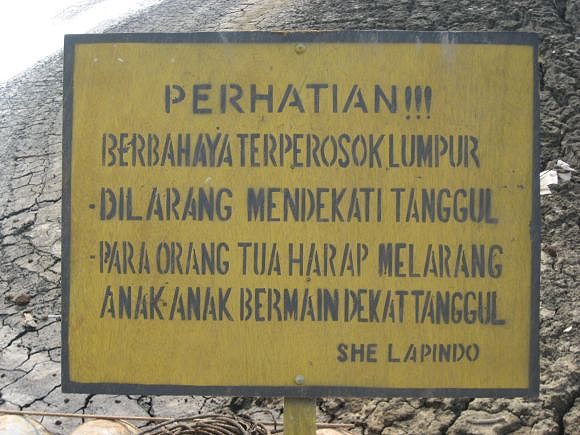 PERHATIAN!!!
BERBAHAYA TERPEROSOK LUMPUR
-DILARANG MENDEKATI TANGGUL
-PARA ORANG TUA HARAP MELARANG
ANAK-ANAK BERMAIN DEKAT TANGGUL
SHE LAPINDO